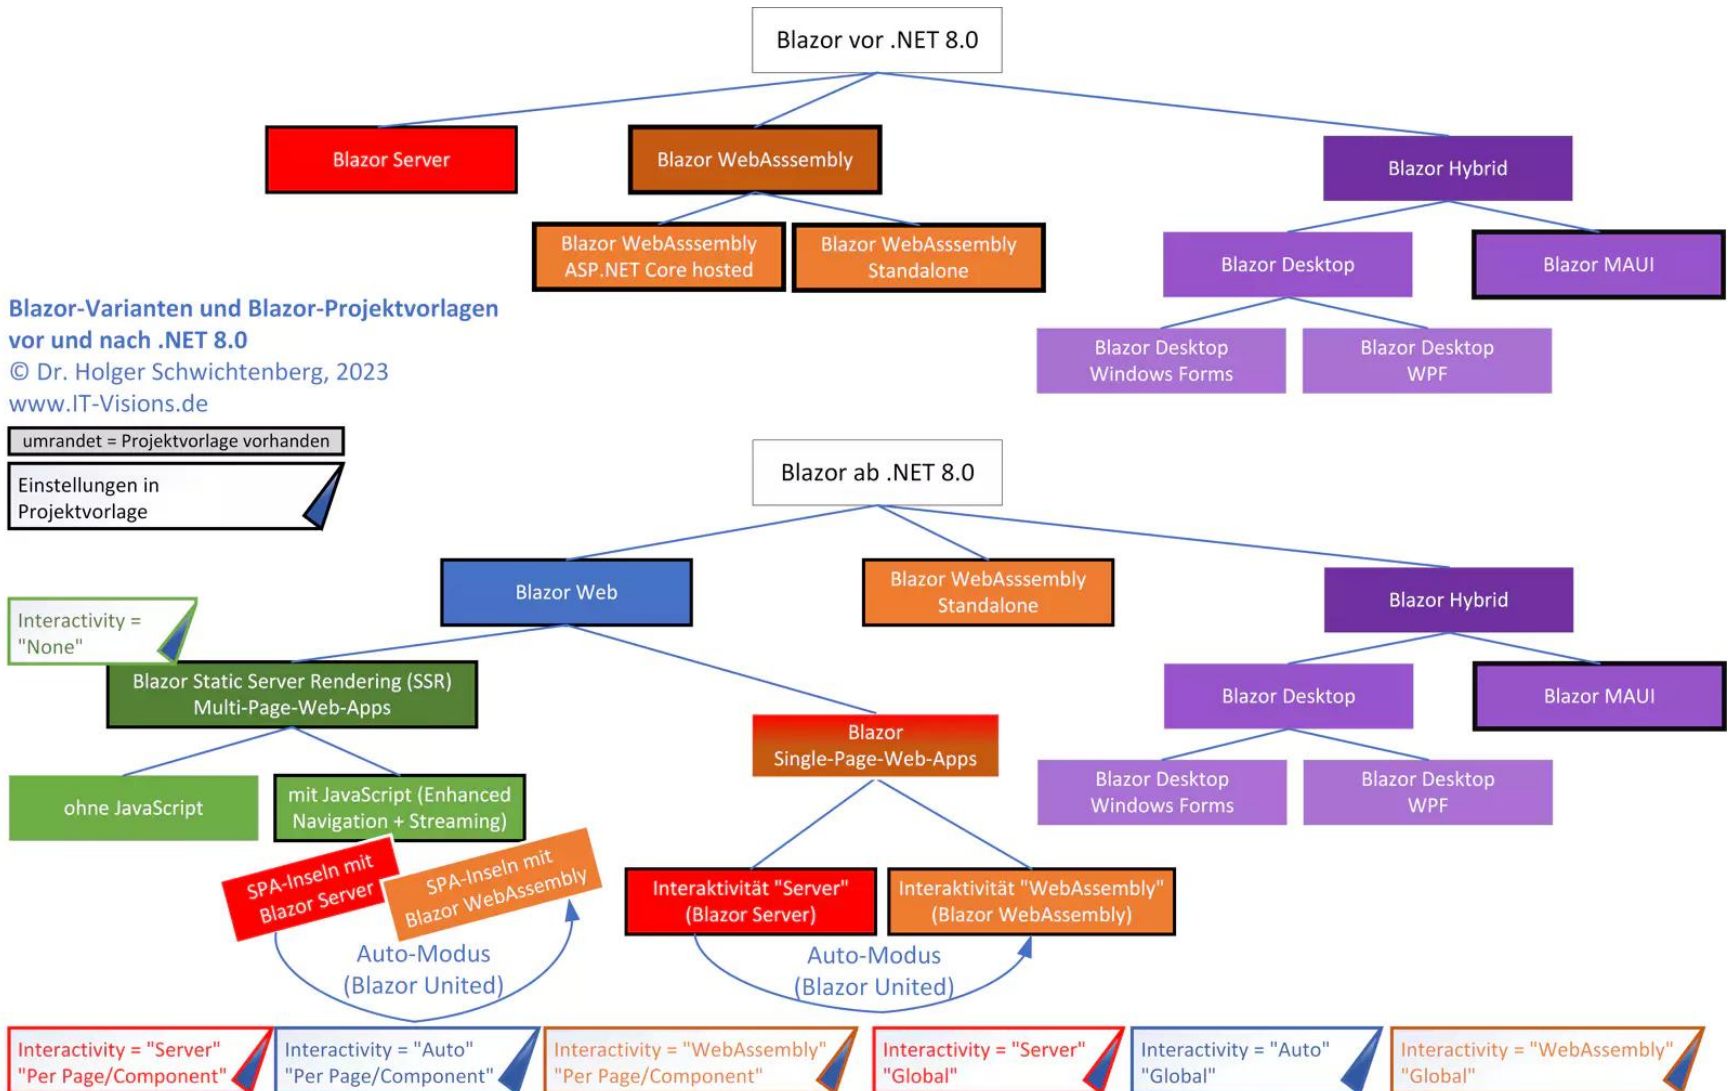 Blazor vor .NET 8.0
Blazor Server
Blazor WebAsssembly
Blazor Hybrid
Blazor WebAsssembly
ASP.NET Core hosted
Blazor WebAsssembly
Standalone
Blazor Desktop
Blazor MAUI
Blazor Desktop
Windows Forms
Blazor Desktop
WPF
Blazor-Varianten und Blazor-Projektvorlagen
vor und nach .NET 8.0
© Dr. Holger Schwichtenberg, 2023
www.IT-Visions.de
umrandet = Projektvorlage vorhanden
Einstellungen in
Projektvorlage
Blazor ab .NET 8.0
Blazor Web
Blazor WebAsssembly
Standalone
Blazor Hybrid
Interactivity =
"None"
Blazor Static Server Rendering (SSR)
Multi-Page-Web-Apps
Blazor
Single-Page-Web-Apps
Blazor Desktop
Blazor MAUI
ohne JavaScript
mit JavaScript (Enhanced
Navigation + Streaming)
Blazor Desktop
Windows Forms
Blazor Desktop
WPF
SPA-Inseln mit
Blazor Server
SPA-Inseln mit
Blazor WebAssembly
Interaktivität "Server"
(Blazor Server)
Interaktivität "WebAssembly"
(Blazor WebAssembly)
Auto-Modus
(Blazor United)
Auto-Modus
(Blazor United)
Interactivity = "Server"
"Per Page/Component"
Interactivity = "Auto"
"Per Page/Component"
Interactivity = "WebAssembly"
"Per Page/Component"
Interactivity = "Server"
"Global"
Interactivity = "Auto"
"Global"
Interactivity = "WebAssembly"
"Global"